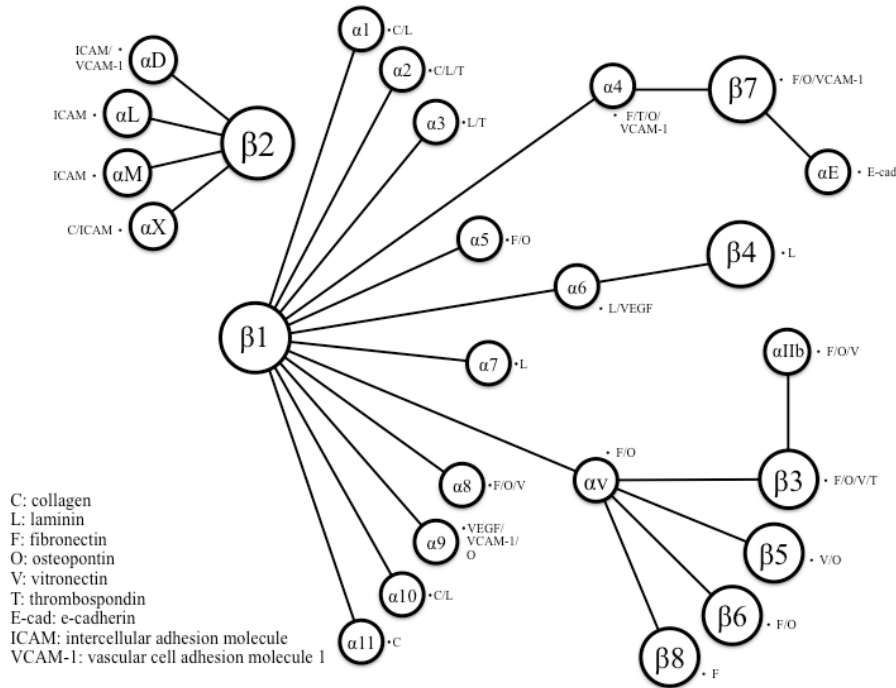 α1
•C/L
ICAM/ •
VCAM-1
αD
α2
•C/L/T
α4
• F/T/O/
VCAM-1
β7
• F/O/VCAM-1
ICAM •
αL
α3
•L/T
β2
ICAM •
αM
αE
• E-cad
C/ICAM •
αX
α5
•F/O
β4
• L
α6
• L/VEGF
β1
α7
•L
αIIb
• F/O/V
• F/O
αv
β3
• F/O/V/T
α8
•F/O/V
α9
•VEGF/
VCAM-1/
O
β5
• V/O
α10
•C/L
β6
• F/O
α11
•C
β8
• F
C: collagen
L: laminin
F: fibronectin
O: osteopontin
V: vitronectin
T: thrombospondin
E-cad: e-cadherin
ICAM: intercellular adhesion molecule
VCAM-1: vascular cell adhesion molecule 1